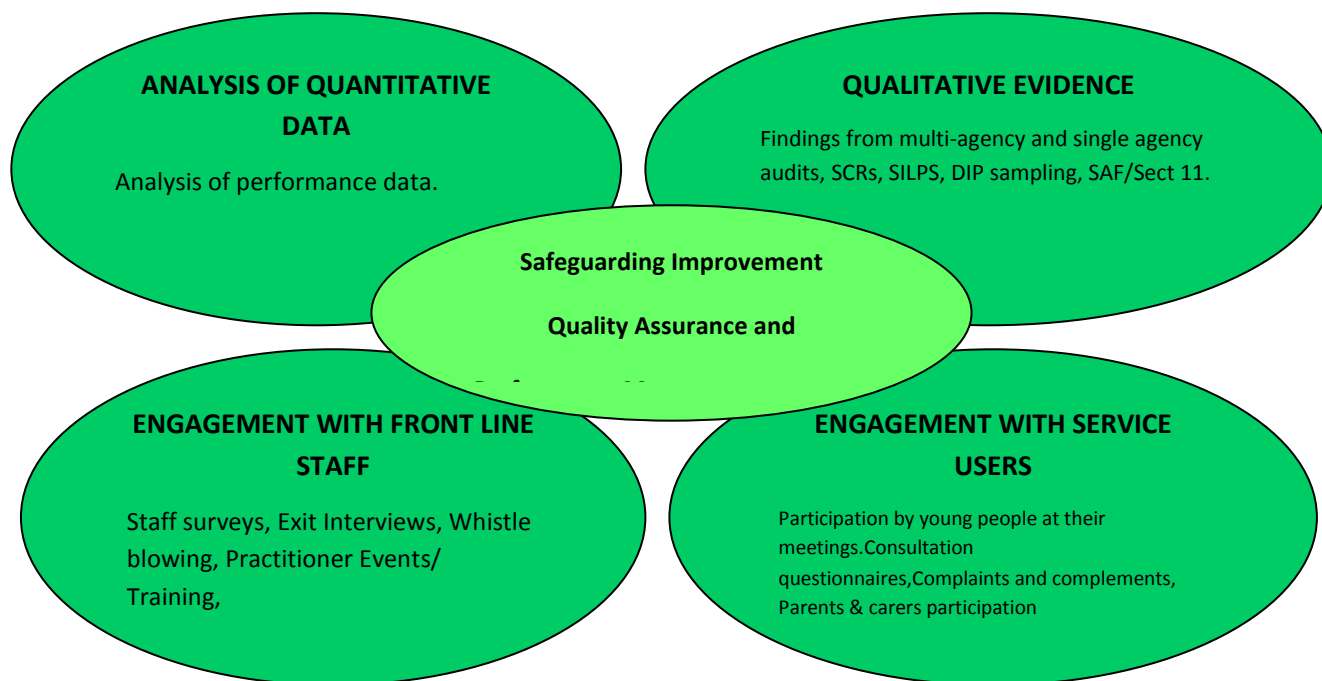 ANALYSIS OF QUANTITATIVE
DATA
Analysis of performance data.
QUALITATIVE EVIDENCE
Findings from multi-agency and single agency
audits, SCRs, SILPS, DIP sampling, SAF/Sect 11.
Safeguarding Improvement
Quality Assurance and
ENGAGEMENT WITH FRONT LINE
STAFF
Staff surveys, Exit Interviews, Whistle
blowing, Practitioner Events/
Training,
ENGAGEMENT WITH SERVICE
USERS
Participation by young people at their
meetings.Consultation
questionnaires,Complaints and complements,
Parents & carers participation